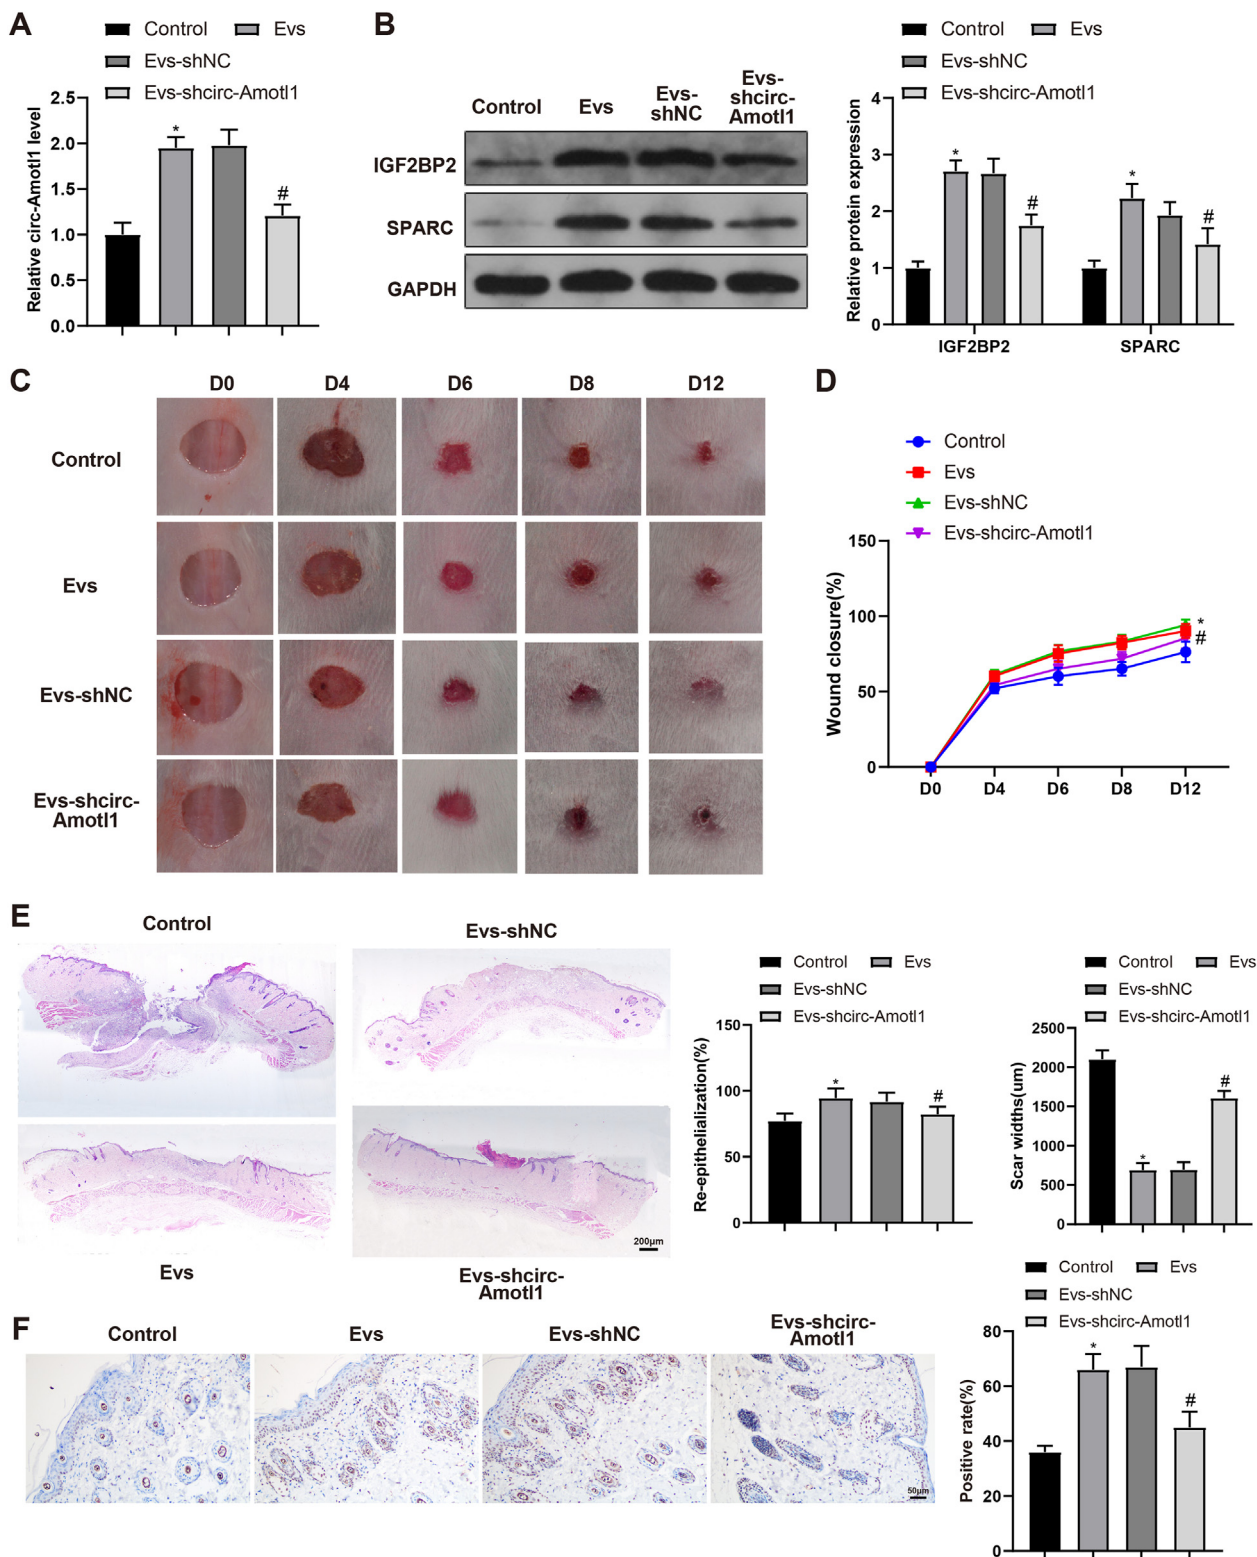 A
Control Evs
Evs-shNC
Evs-shcirc-Amotl1
Relative circ-Amotl1 level
2.5
2.0
1.5
1.0
0.5
0.0
*
#
B
Control Evs Evs-shNC Evs-shcirc-Amotl1
IGF2BP2
SPARC
GAPDH
Control Evs
Evs-shNC
Evs-shcirc-Amotl1
Relative protein expression
4
3
2
1
0
*
#
*
#
IGF2BP2 SPARC
C
D0 D4 D6 D8 D12
Control
Evs
Evs-shNC
Evs-shcirc-
Amotl1
D
Control
Evs
Evs-shNC
Evs-shcirc-Amotl1
Wound closure(%)
150
100
50
0
*
#
D0 D4 D6 D8 D12
E
Control
Evs-shNC
Evs
Evs-shcirc-
Amotl1
200μm
Control Evs
Evs-shNC
Evs-shcirc-Amotl1
Re-epithelialization(%)
150
100
50
0
*
#
Control Evs
Evs-shNC
Evs-shcirc-Amotl1
Scar widths(um)
2500
2000
1500
1000
500
0
*
#
F
Control Evs Evs-shNC Evs-shcirc-
Amotl1
50μm
Control Evs
Evs-shNC
Evs-shcirc-Amotl1
Positive rate(%)
80
60
40
20
0
*
#